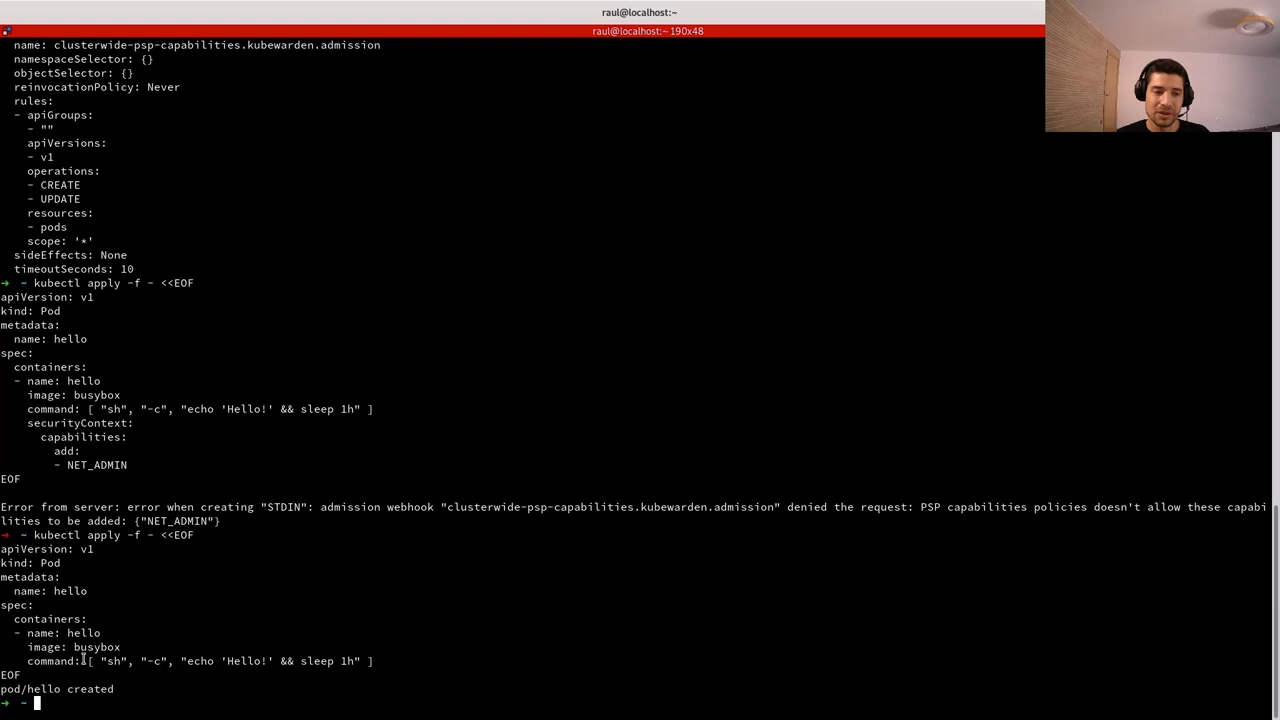 raul@localhost:~
raul@localhost:~ 190x48
  name: clusterwide-psp-capabilities.kubewarden.admission
  namespaceSelector: {}
  objectSelector: {}
  reinvocationPolicy: Never
  rules:
  - apiGroups:
    - ""
    apiVersions:
    - v1
    operations:
    - CREATE
    - UPDATE
    resources:
    - pods
    scope: '*'
  sideEffects: None
  timeoutSeconds: 10
➜  ~ kubectl apply -f - <<EOF
apiVersion: v1
kind: Pod
metadata:
  name: hello
spec:
  containers:
  - name: hello
    image: busybox
    command: [ "sh", "-c", "echo 'Hello!' && sleep 1h" ]
    securityContext:
      capabilities:
        add:
        - NET_ADMIN
EOF
Error from server: error when creating "STDIN": admission webhook "clusterwide-psp-capabilities.kubewarden.admission" denied the request: PSP capabilities policies doesn't allow these capabi
lities to be added: {"NET_ADMIN"}
➜  ~ kubectl apply -f - <<EOF
apiVersion: v1
kind: Pod
metadata:
  name: hello
spec:
  containers:
  - name: hello
    image: busybox
    command: [ "sh", "-c", "echo 'Hello!' && sleep 1h" ]
EOF
pod/hello created
➜  ~